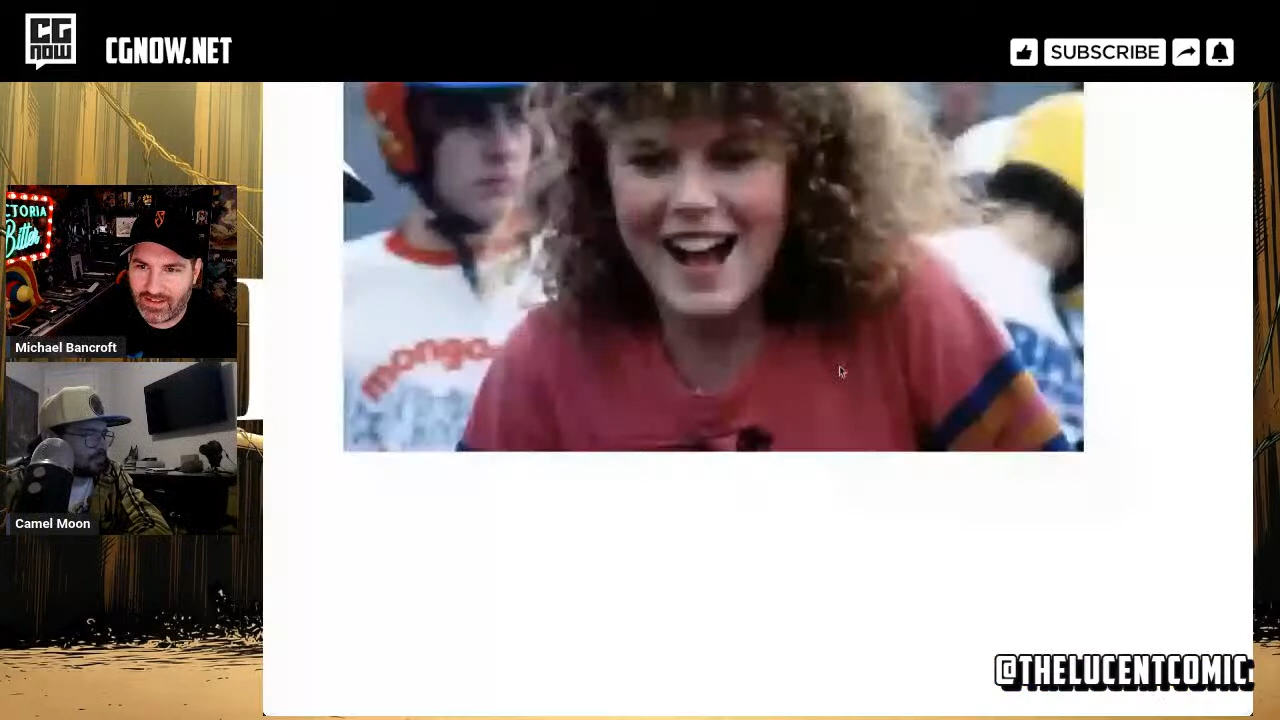 CG
NOW
CGNOW.NET
SUBSCRIBE
CTORIA
Bitter
Michael Bancroft
mongo
Camel Moon
@THELUCENTCOMIC